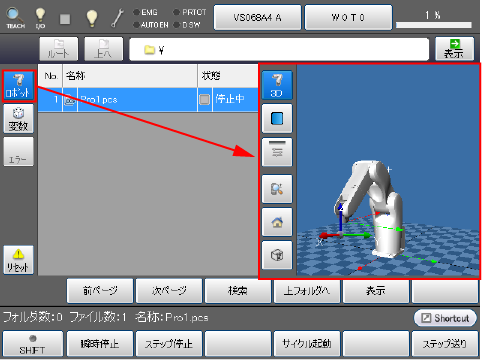 TEACH I/O EMG PRTCT AUTO EN D SW VS068A4 A W 0 T 0 1 %
ルート 上へ ¥ 表示
No. 名称 状態
1 Pro1.pcs 停止中
ロボット
変数
エラー
リセット
3D
X
前ページ 次ページ 検索 上フォルダへ 表示
フォルダ数:0 ファイル数:1 名称:Pro1.pcs Shortcut
SHIFT 瞬時停止 ステップ停止 サイクル起動 ステップ送り